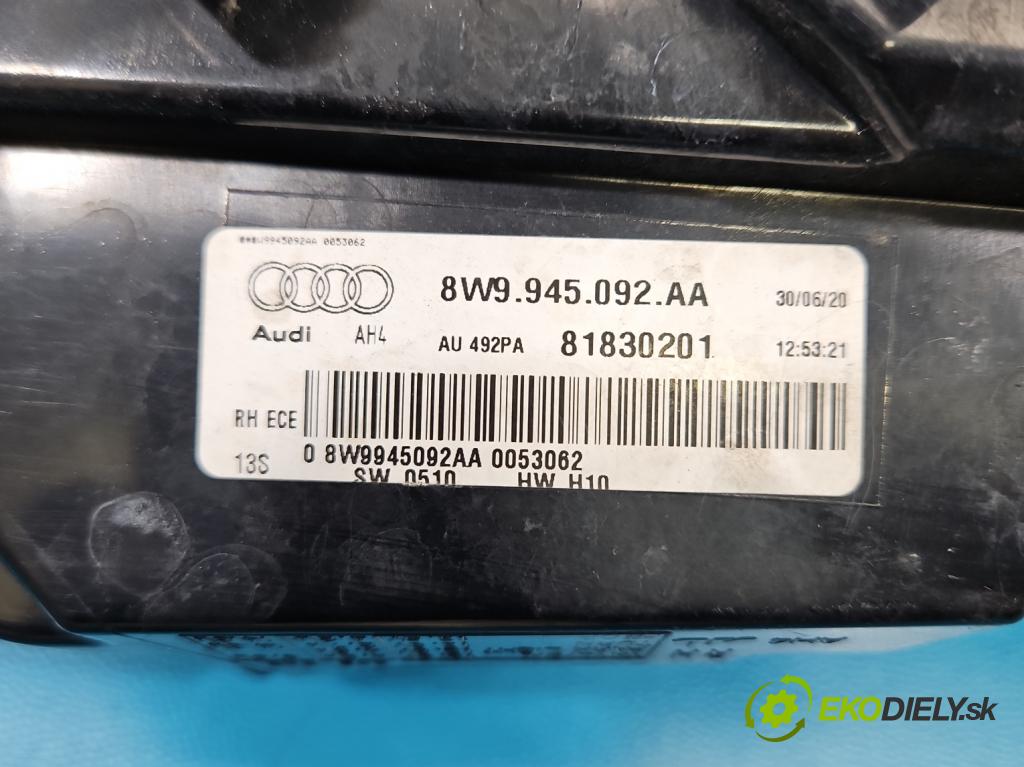 0*8W9945092AA 0053062
8W9.945.092.AA 30/06/20
Audi AH4 AU 492PA 81830201 12:53:21
RH ECE
13S 0 8W9945092AA 0053062
SW 0510 HW H10
EKODIELY.sk